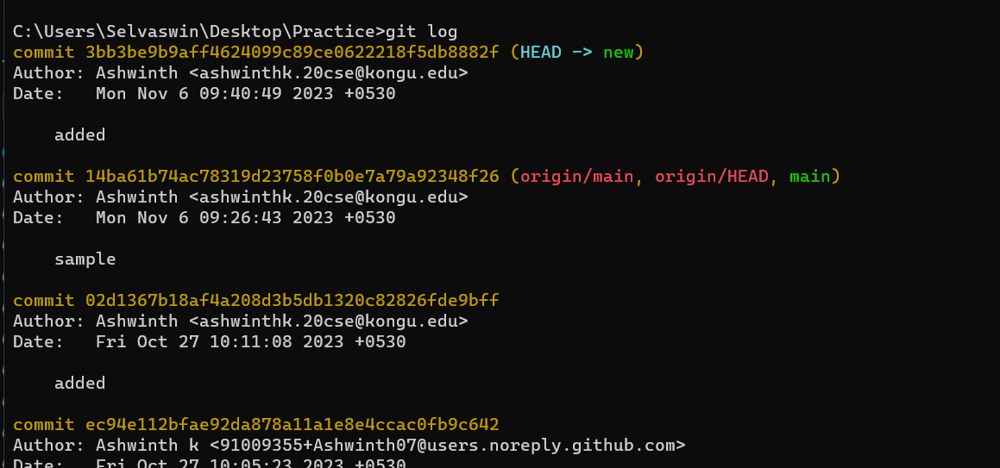 C:\Users\Selvaswin\Desktop\Practice>git log
commit 3bb3be9b9aff4624099c89ce0622218f5db8882f (HEAD -> new)
Author: Ashwinth <ashwinthk.20cse@kongu.edu>
Date:   Mon Nov 6 09:40:49 2023 +0530
    added
commit 14ba61b74ac78319d23758f0b0e7a79a92348f26 (origin/main, origin/HEAD, main)
Author: Ashwinth <ashwinthk.20cse@kongu.edu>
Date:   Mon Nov 6 09:26:43 2023 +0530
    sample
commit 02d1367b18af4a208d3b5db1320c82826fde9bff
Author: Ashwinth <ashwinthk.20cse@kongu.edu>
Date:   Fri Oct 27 10:11:08 2023 +0530
    added
commit ec94e112bfae92da878a11a1e8e4ccac0fb9c642
Author: Ashwinth k <91009355+Ashwinth07@users.noreply.github.com>
Date:   Fri Oct 27 10:05:23 2023 +0530